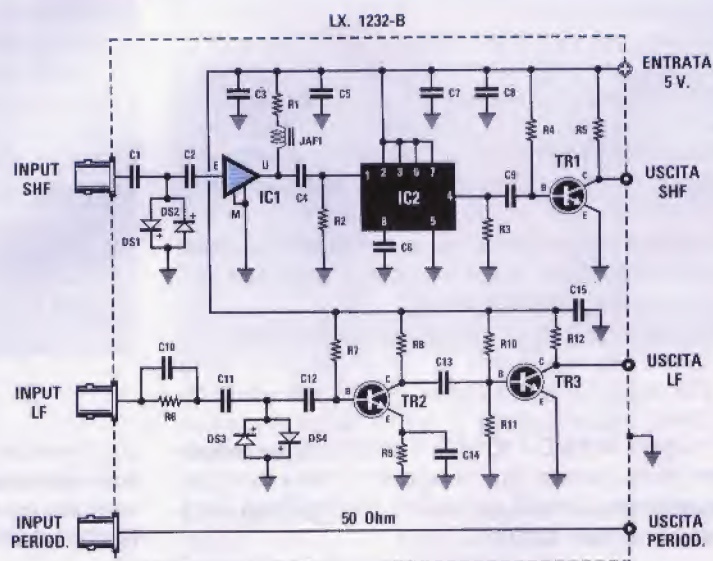 LX. 1232-B
ENTRATA
5 V.
C3
R1
C5
C7
C8
R4
R5
JAF1
TR1
INPUT
SHF
C1
C2
E
U
IC1
M
C4
1
2
3
6
7
IC2
4
8
5
C9
B
C
E
USCITA
SHF
DS1
DS2
R2
C6
R3
C15
C10
R6
INPUT
LF
C11
C12
R7
R8
C13
R10
R12
B
C
E
TR2
B
C
E
TR3
USCITA
LF
DS3
DS4
R9
C14
R11
INPUT
PERIOD.
50 Ohm
USCITA
PERIOD.